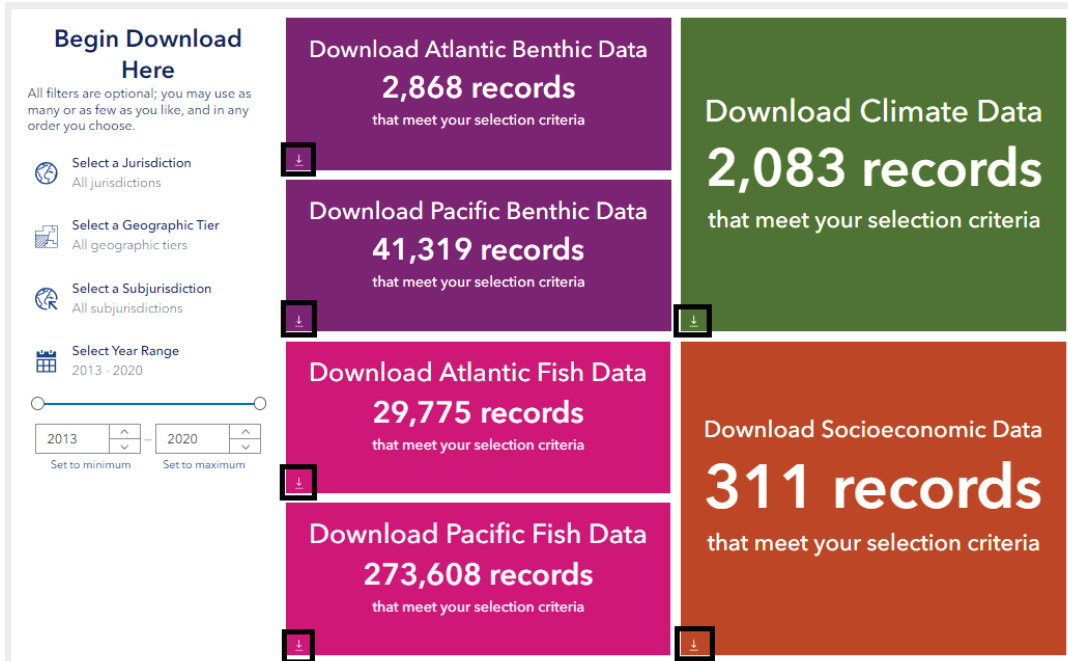 Begin Download
Here
All filters are optional; you may use as
many or as few as you like, and in any
order you choose.
Select a Jurisdiction
All jurisdictions
Select a Geographic Tier
All geographic tiers
Select a Subjurisdiction
All subjurisdictions
Select Year Range
2013 - 2020
2013 – 2020
Set to minimum Set to maximum
Download Atlantic Benthic Data
2,868 records
that meet your selection criteria
Download Pacific Benthic Data
41,319 records
that meet your selection criteria
Download Atlantic Fish Data
29,775 records
that meet your selection criteria
Download Pacific Fish Data
273,608 records
that meet your selection criteria
Download Climate Data
2,083 records
that meet your selection criteria
Download Socioeconomic Data
311 records
that meet your selection criteria